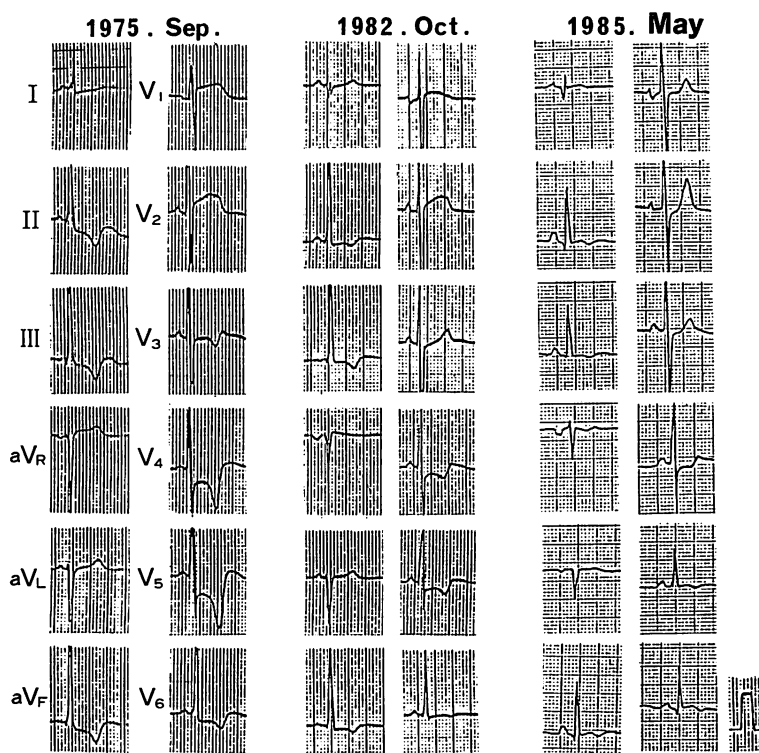 1975. Sep. 1982. Oct. 1985. May
I V1
II V2
III V3
aVR V4
aVL V5
aVF V6